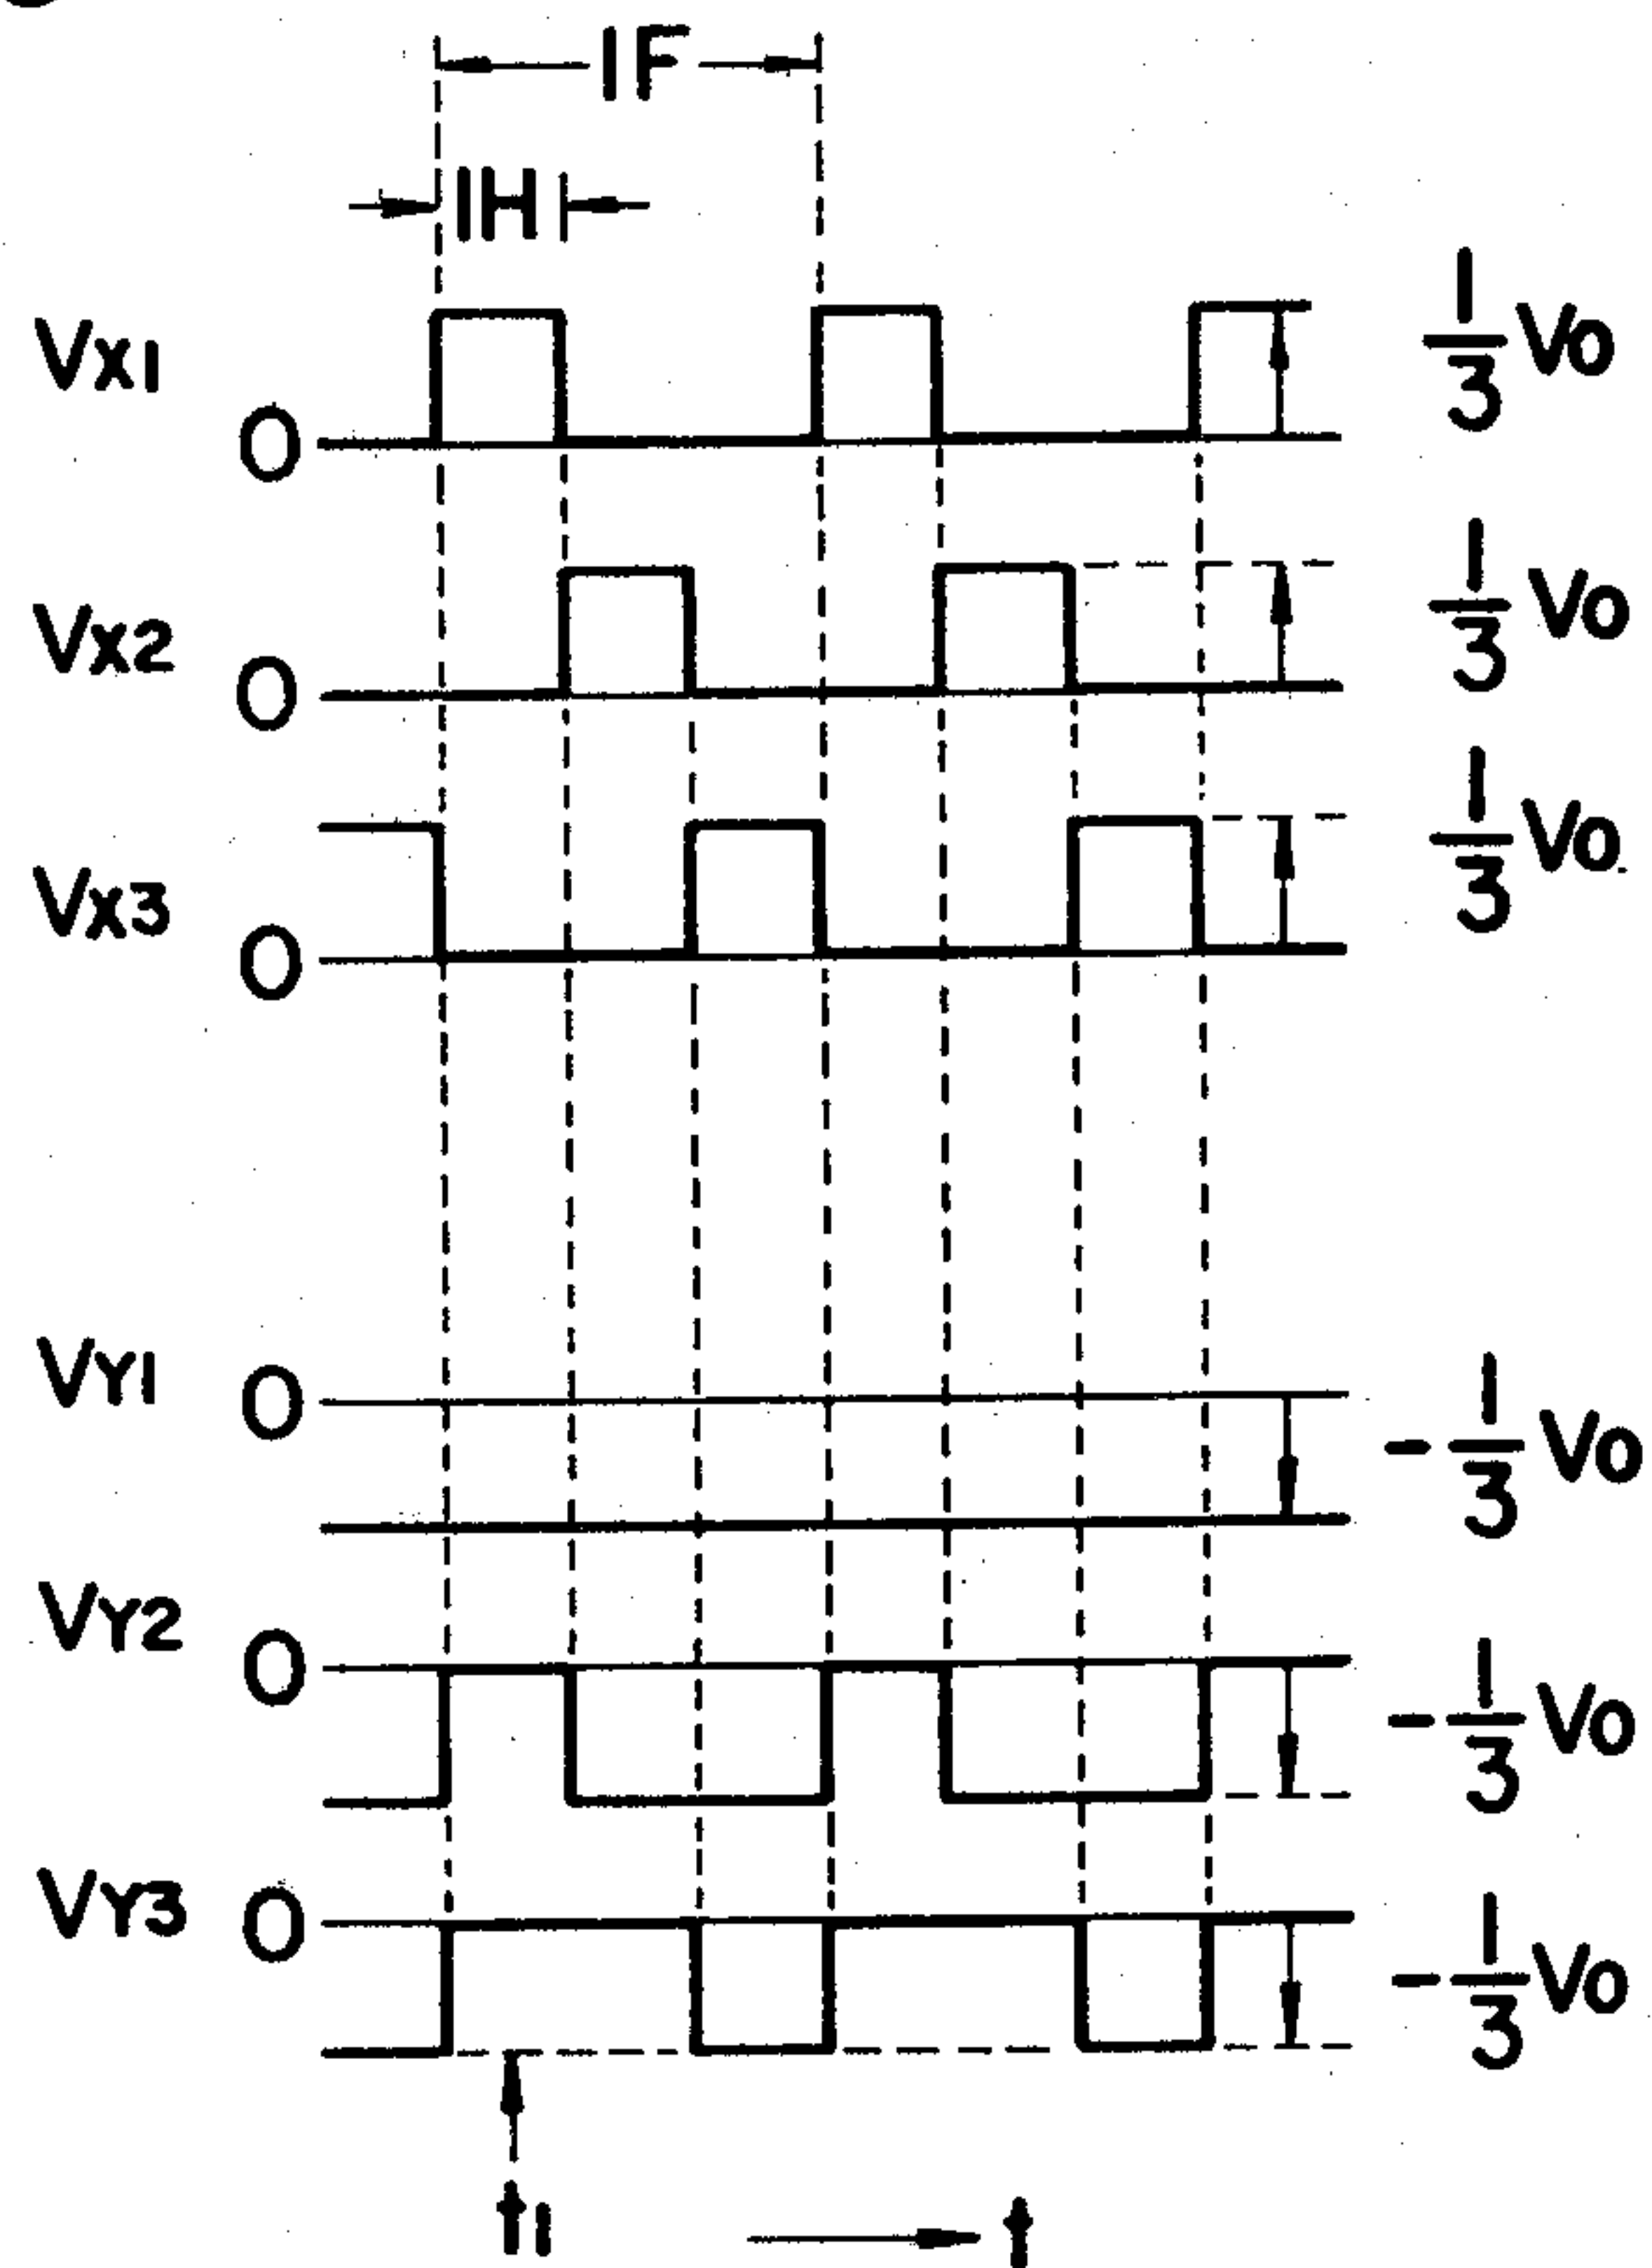 1F
1H
VX1 0 1/3 VO
VX2 0 1/3 VO
VX3 0 1/3 VO
VY1 0 -1/3 VO
VY2 0 -1/3 VO
VY3 0 -1/3 VO
t1 t